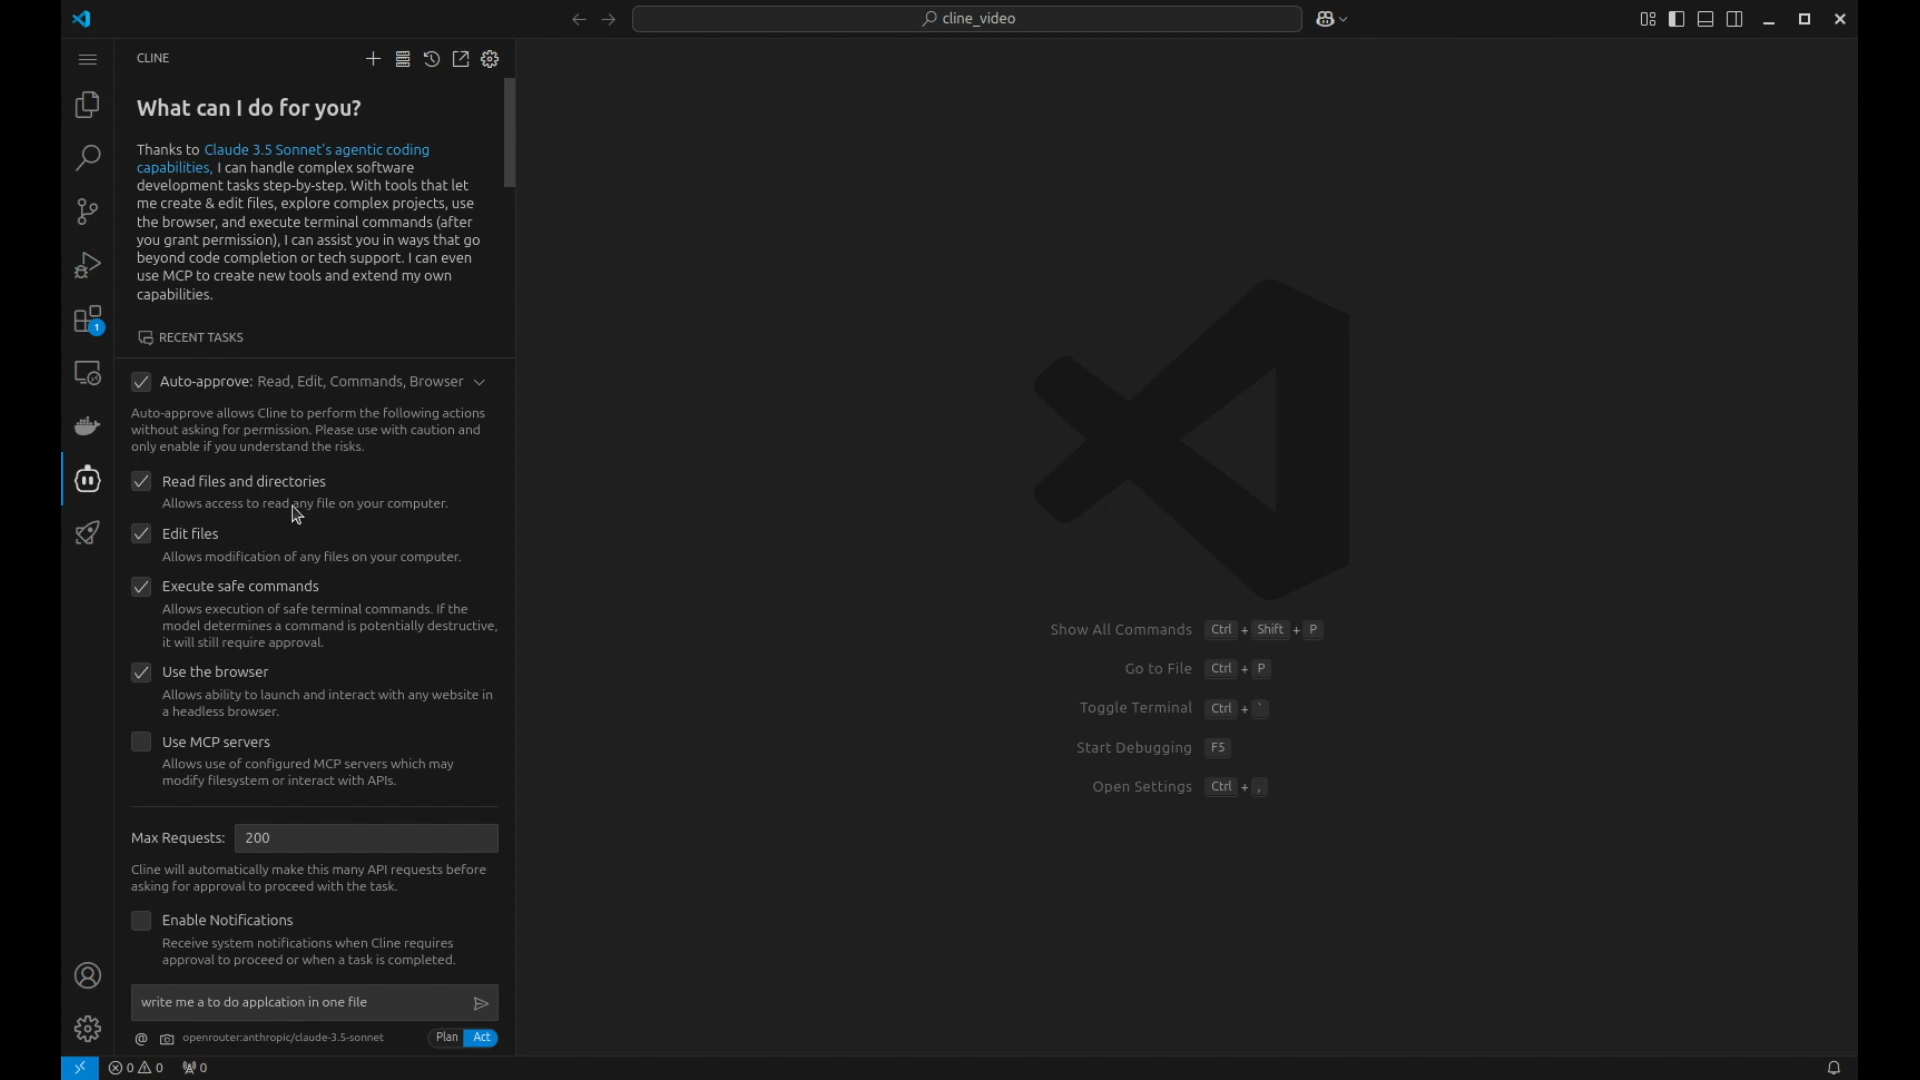 cline_video
CLINE
What can I do for you?
Thanks to Claude 3.5 Sonnet's agentic coding
capabilities, I can handle complex software
development tasks step-by-step. With tools that let
me create & edit files, explore complex projects, use
the browser, and execute terminal commands (after
you grant permission), I can assist you in ways that go
beyond code completion or tech support. I can even
use MCP to create new tools and extend my own
capabilities.
RECENT TASKS
1
Auto-approve: Read, Edit, Commands, Browser
Auto-approve allows Cline to perform the following actions
without asking for permission. Please use with caution and
only enable if you understand the risks.
Read files and directories
Allows access to read any file on your computer.
Edit files
Allows modification of any files on your computer.
Execute safe commands
Allows execution of safe terminal commands. If the
model determines a command is potentially destructive,
it will still require approval.
Use the browser
Allows ability to launch and interact with any website in
a headless browser.
Use MCP servers
Allows use of configured MCP servers which may
modify filesystem or interact with APIs.
Max Requests: 200
Cline will automatically make this many API requests before
asking for approval to proceed with the task.
Enable Notifications
Receive system notifications when Cline requires
approval to proceed or when a task is completed.
write me a to do applcation in one file
@ openrouter:anthropic/claude-3.5-sonnet Plan Act
0 0 0
Show All Commands Ctrl + Shift + P
Go to File Ctrl + P
Toggle Terminal Ctrl + `
Start Debugging F5
Open Settings Ctrl + ,